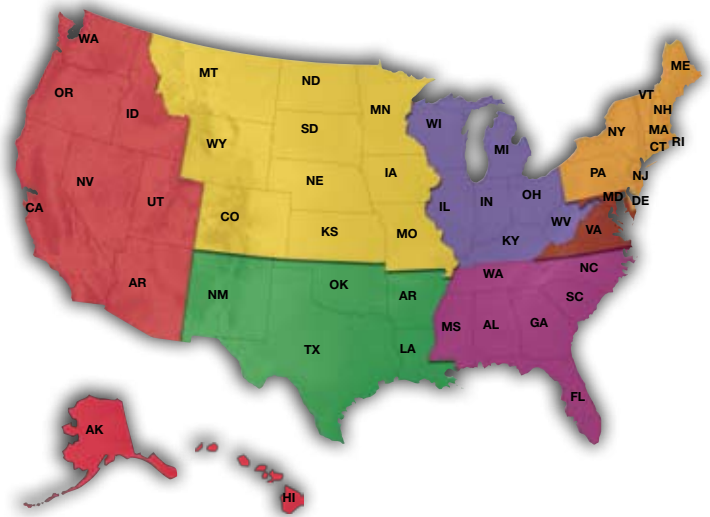 WA
MT
ND
ME
OR
ID
MN
VT
NH
WI
NY
MA
WY
SD
MI
CT
RI
NV
UT
NE
IA
PA
NJ
CA
CO
IL
IN
OH
MD
DE
KS
MO
WV
VA
KY
AR
NM
OK
AR
WA
NC
SC
TX
LA
MS
AL
GA
FL
AK
HI